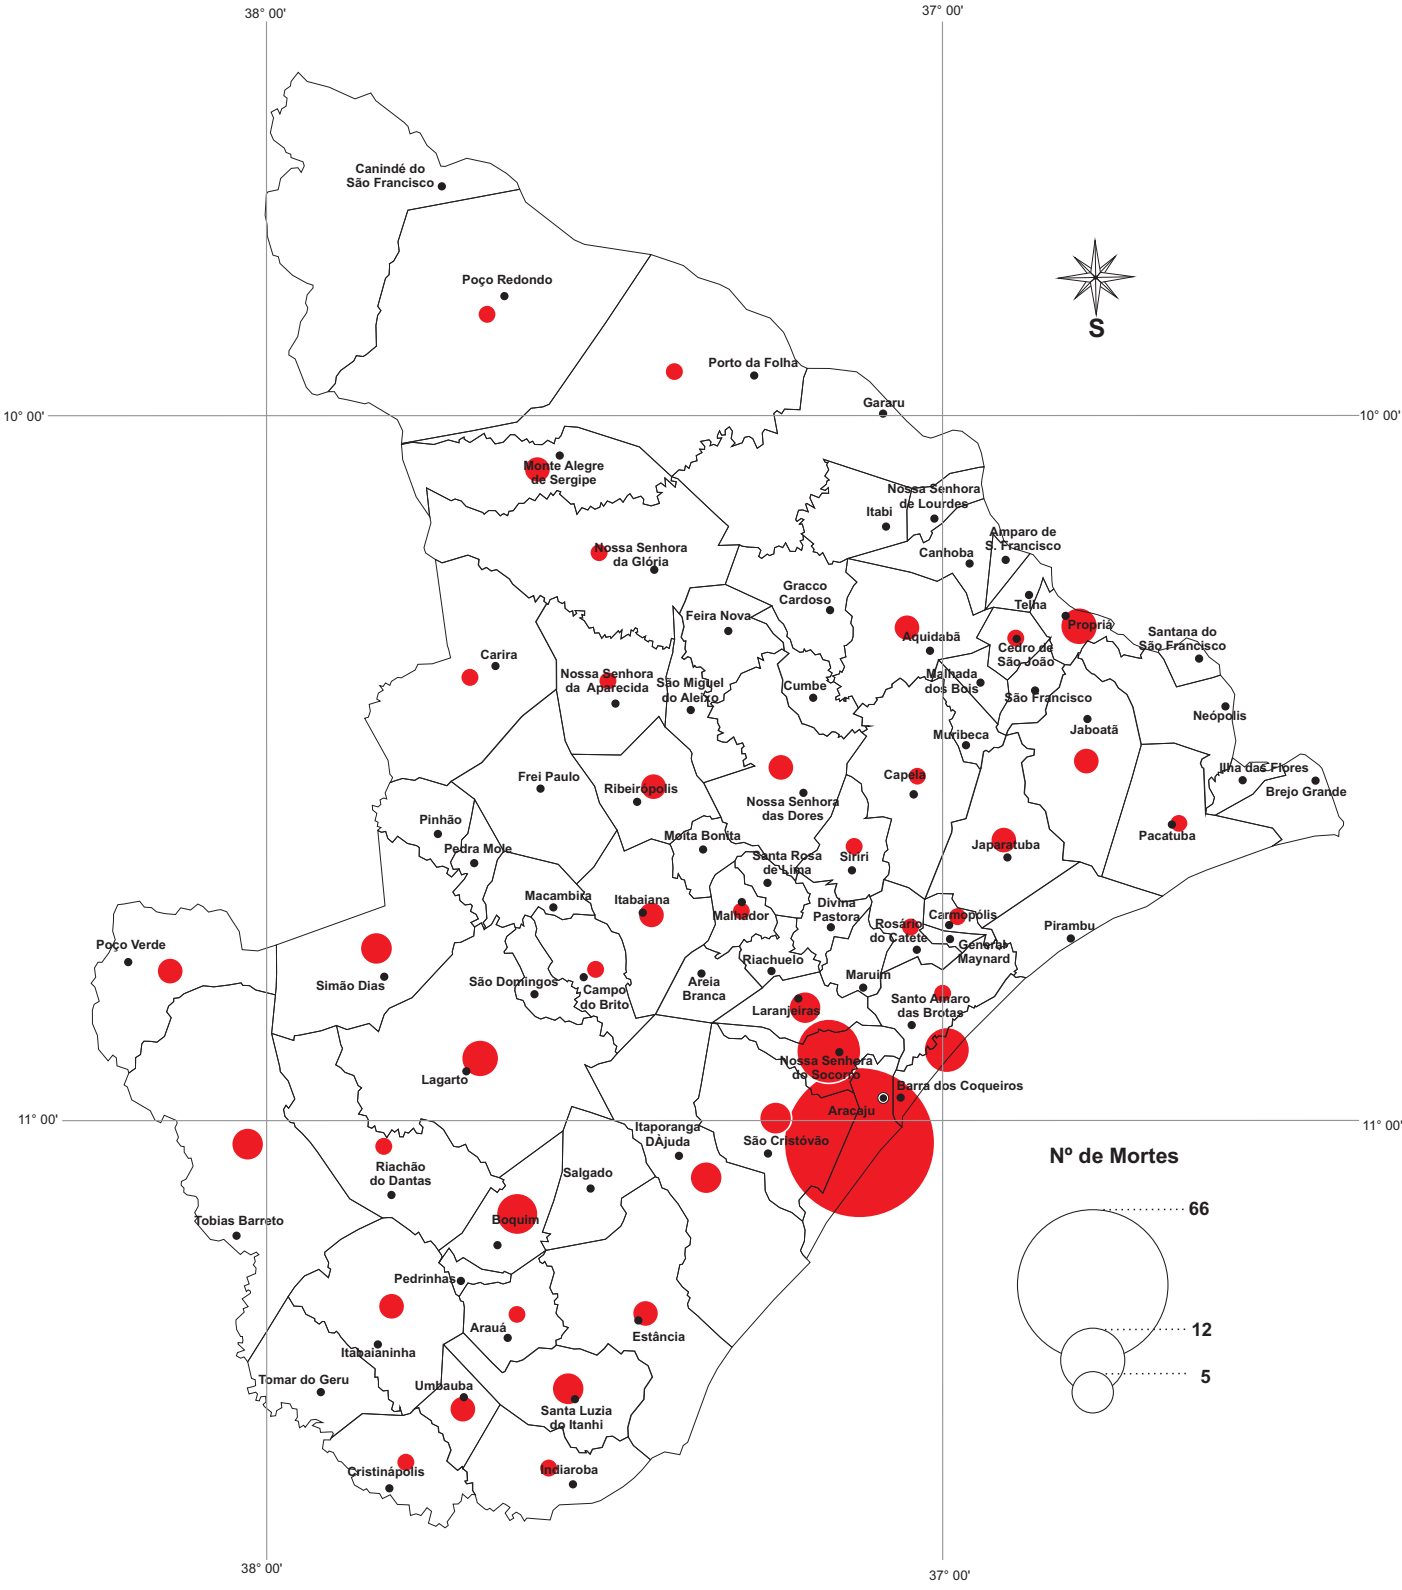 38° 00'
37° 00'
Canindé do
São Francisco
Poço Redondo
S
Porto da Folha
Gararu
10° 00'
10° 00'
Monte Alegre
de Sergipe
Nossa Senhora
de Lourdes
Itabi
Amparo de
S. Francisco
Canhoba
Nossa Senhora
da Glória
Gracco
Cardoso
Telha
Feira Nova
Propriá
Aquidabã
Santana do
São Francisco
Cedro de
São João
Carira
Nossa Senhora
da Aparecida
São Miguel
do Aleixo
Cumbe
Malhada
dos Bois
São Francisco
Neópolis
Jaboatã
Muribeca
Frei Paulo
Ribeirópolis
Capela
Ilha das Flores
Brejo Grande
Nossa Senhora
das Dores
Pinhão
Moita Bonita
Pacatuba
Pedra Mole
Santa Rosa
de Lima
Siriri
Japaratuba
Macambira
Itabaiana
Malhador
Divina
Pastora
Carmopólis
Rosário
do Catete
Pirambu
General
Maynard
Poço Verde
Simão Dias
São Domingos
Campo
do Brito
Areia
Branca
Riachuelo
Maruim
Laranjeiras
Santo Amaro
das Brotas
Nossa Senhora
do Socorro
Lagarto
Barra dos Coqueiros
Aracaju
11° 00'
11° 00'
Itaporanga
DÀjuda
São Cristóvão
Riachão
do Dantas
Salgado
Nº de Mortes
66
12
5
Tobias Barreto
Boquim
Pedrinhas
Arauá
Estância
Itabaianinha
Tomar do Geru
Umbauba
Santa Luzia
do Itanhi
Cristinápolis
Indiaroba
38° 00'
37° 00'